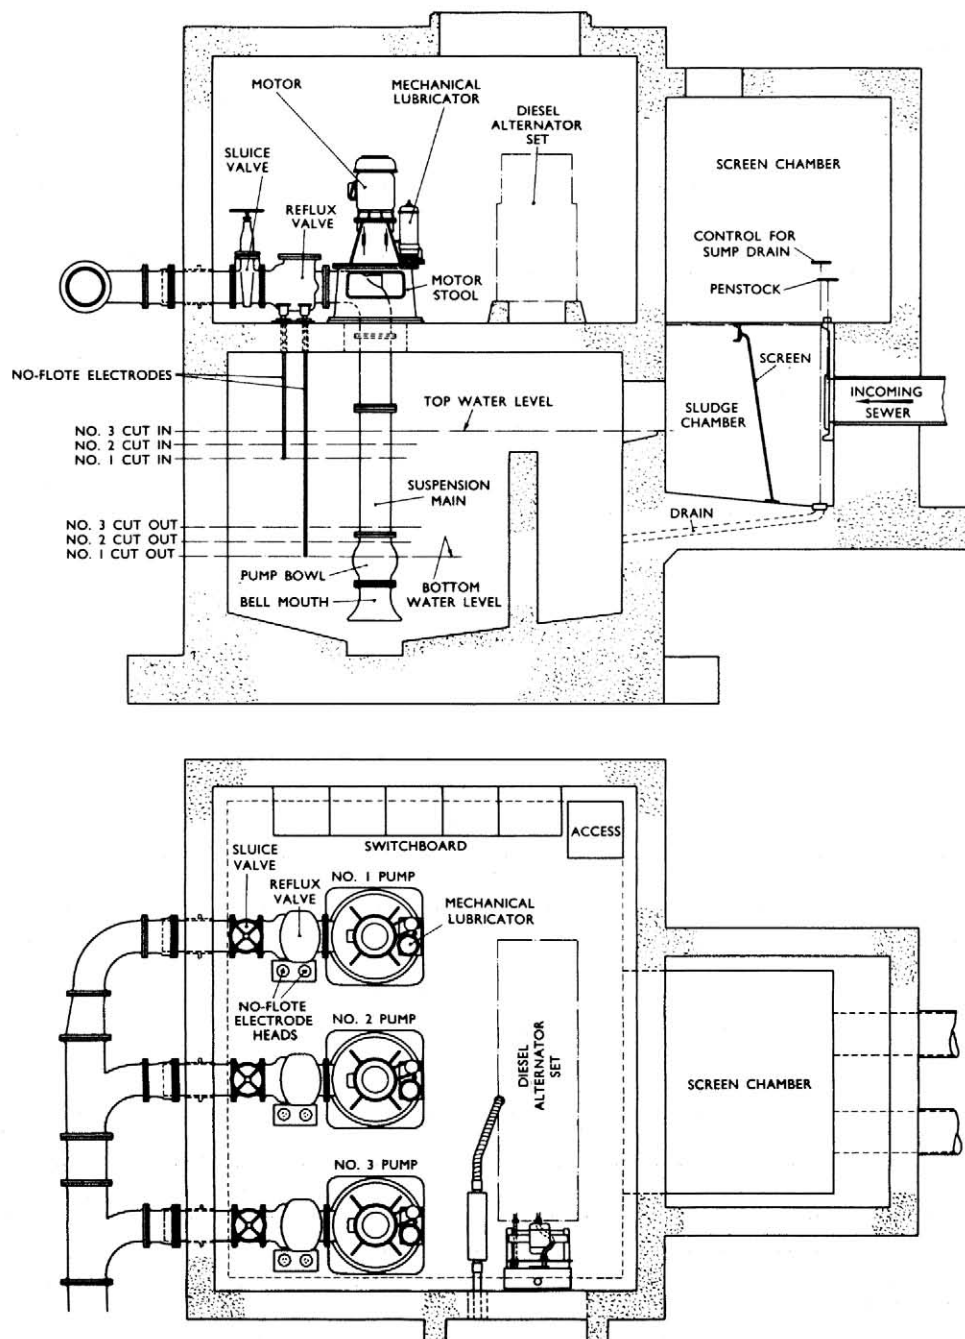 MOTOR
MECHANICAL
LUBRICATOR
DIESEL
ALTERNATOR
SET
SCREEN CHAMBER
SLUICE
VALVE
REFLUX
VALVE
CONTROL FOR
SUMP DRAIN
PENSTOCK
MOTOR
STOOL
NO-FLOTE ELECTRODES
TOP WATER LEVEL
SCREEN
INCOMING
SEWER
SLUDGE
CHAMBER
NO. 3 CUT IN
NO. 2 CUT IN
NO. 1 CUT IN
SUSPENSION
MAIN
DRAIN
NO. 3 CUT OUT
NO. 2 CUT OUT
NO. 1 CUT OUT
PUMP BOWL
BELL MOUTH
BOTTOM
WATER LEVEL
SWITCHBOARD
ACCESS
SLUICE
VALVE
REFLUX
VALVE
NO. 1 PUMP
MECHANICAL
LUBRICATOR
NO-FLOTE
ELECTRODE
HEADS
NO. 2 PUMP
DIESEL
ALTERNATOR
SET
SCREEN CHAMBER
NO. 3 PUMP